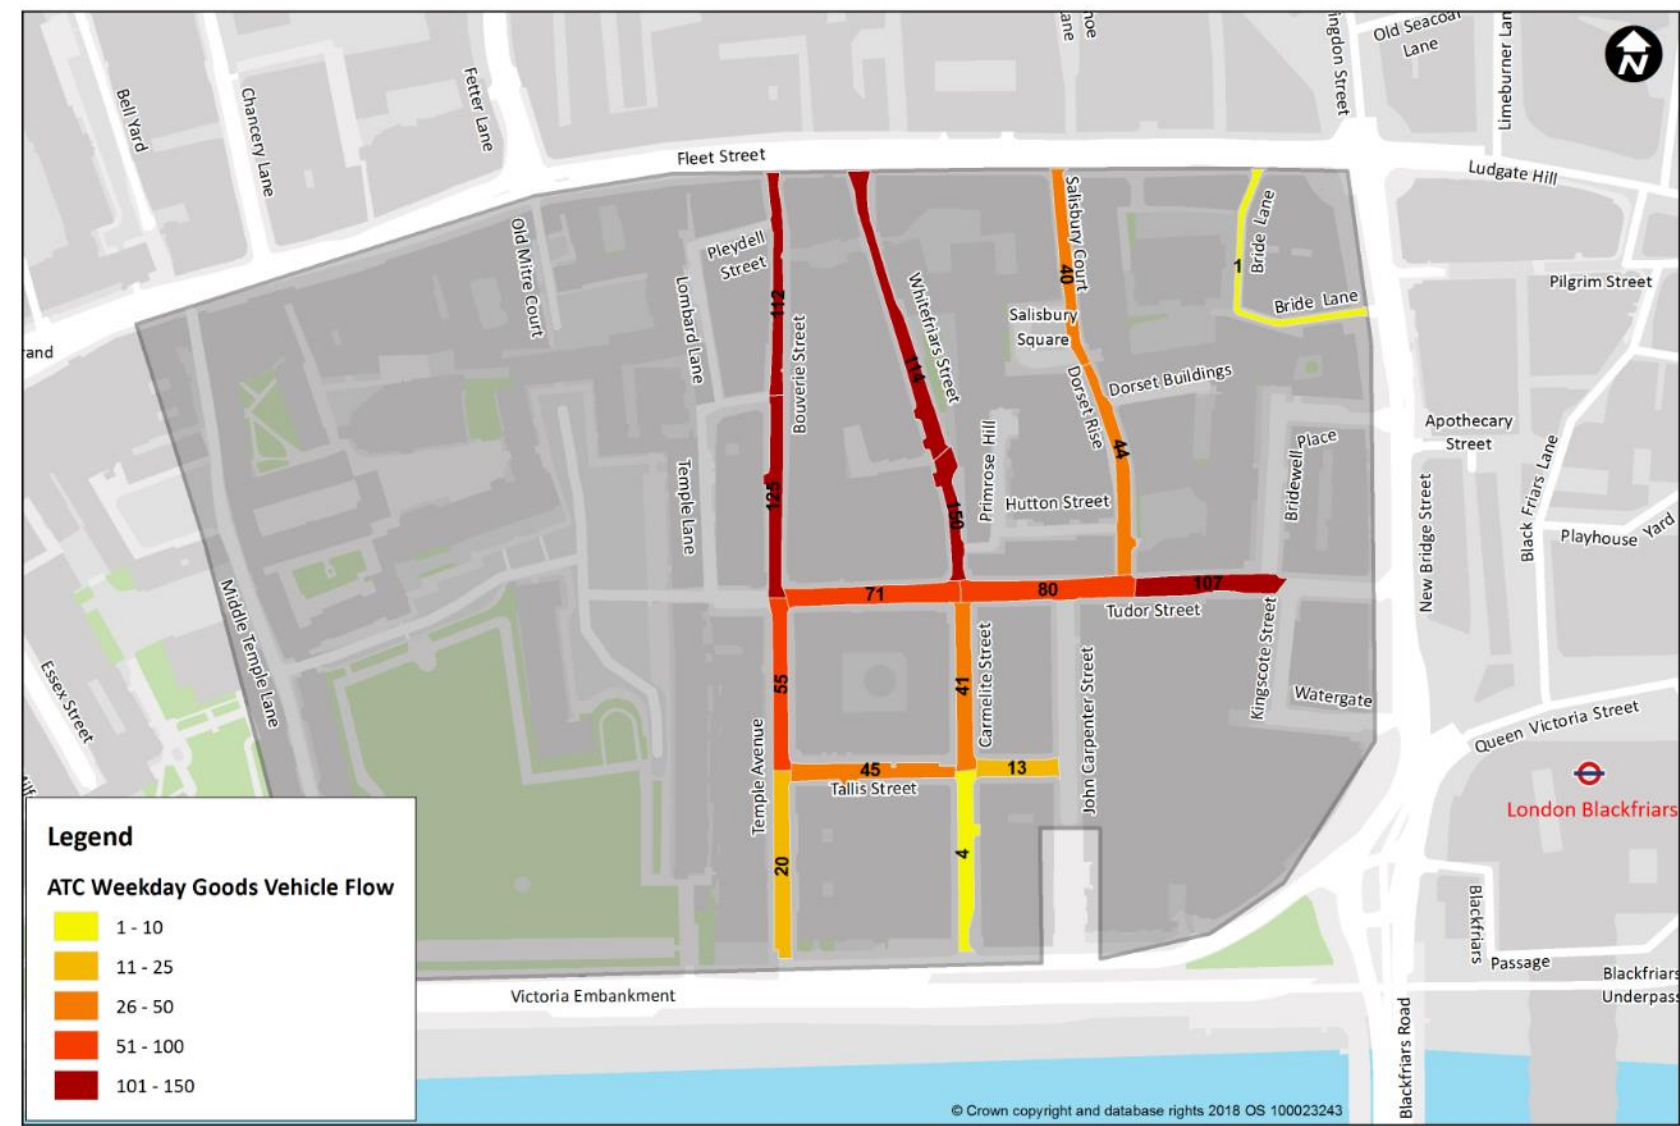 Old Seacoal
Lane
Limeburner Lan
ingdon Street
ane
hoe
N
Bell Yard
Chancery Lane
Fetter Lane
Fleet Street
Ludgate Hill
Old Mitre Court
Pleydell
Street
Lombard Lane
112
Bouverie Street
Whitefriars Street
114
Salisbury Court
40
Salisbury
Square
Bride Lane
1
Bride Lane
Pilgrim Street
rand
Dorset Rise
Dorset Buildings
44
Apothecary
Street
Temple Lane
125
150
Primrose Hill
Hutton Street
Bridewell Place
New Bridge Street
Black Friars Lane
Playhouse Yard
Middle Temple Lane
71
80
107
Tudor Street
Essex Street
55
41
Carmelite Street
John Carpenter Street
Kingscote Street
Watergate
Queen Victoria Street
Temple Avenue
45
13
Tallis Street
London Blackfriars
20
4
Blackfriars
Passage
Blackfriars
Underpass
Victoria Embankment
Blackfriars Road
Legend
ATC Weekday Goods Vehicle Flow
1 - 10
11 - 25
26 - 50
51 - 100
101 - 150
© Crown copyright and database rights 2018 OS 100023243